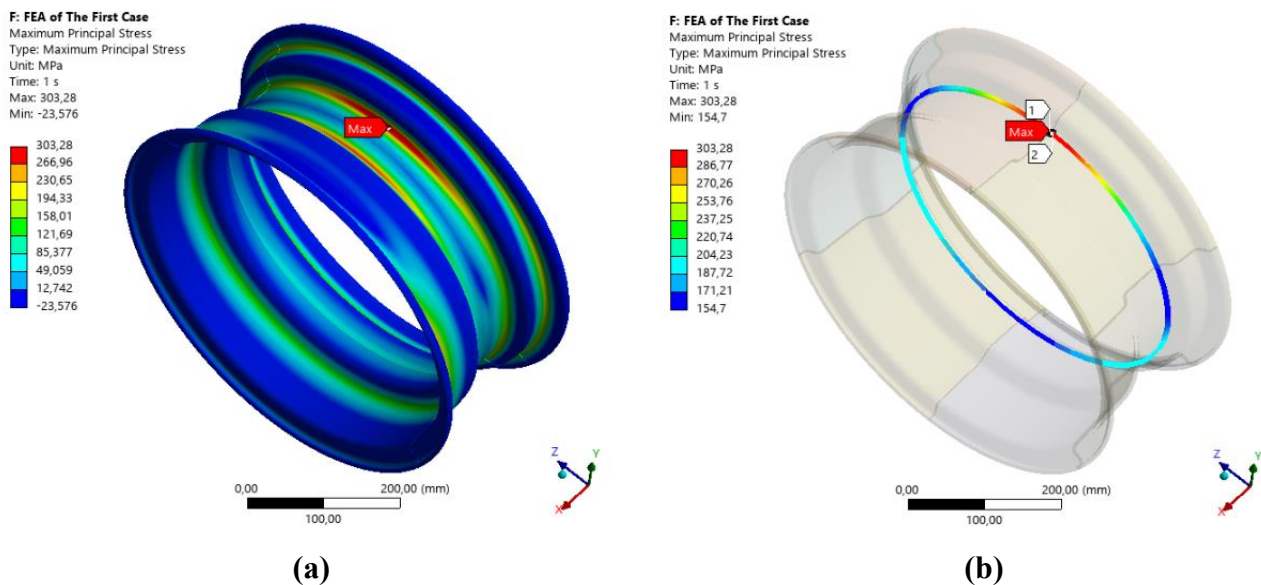 F: FEA of The First Case
Maximum Principal Stress
Type: Maximum Principal Stress
Unit: MPa
Time: 1 s
Max: 303,28
Min: -23,576
303,28
266,96
230,65
194,33
158,01
121,69
85,377
49,059
12,742
-23,576
Max
0,00
200,00 (mm)
100,00
Z
Y
X
(a)
F: FEA of The First Case
Maximum Principal Stress
Type: Maximum Principal Stress
Unit: MPa
Time: 1 s
Max: 303,28
Min: 154,7
303,28
286,77
270,26
253,76
237,25
220,74
204,23
187,72
171,21
154,7
1
Max
2
0,00
200,00 (mm)
100,00
Z
Y
X
(b)